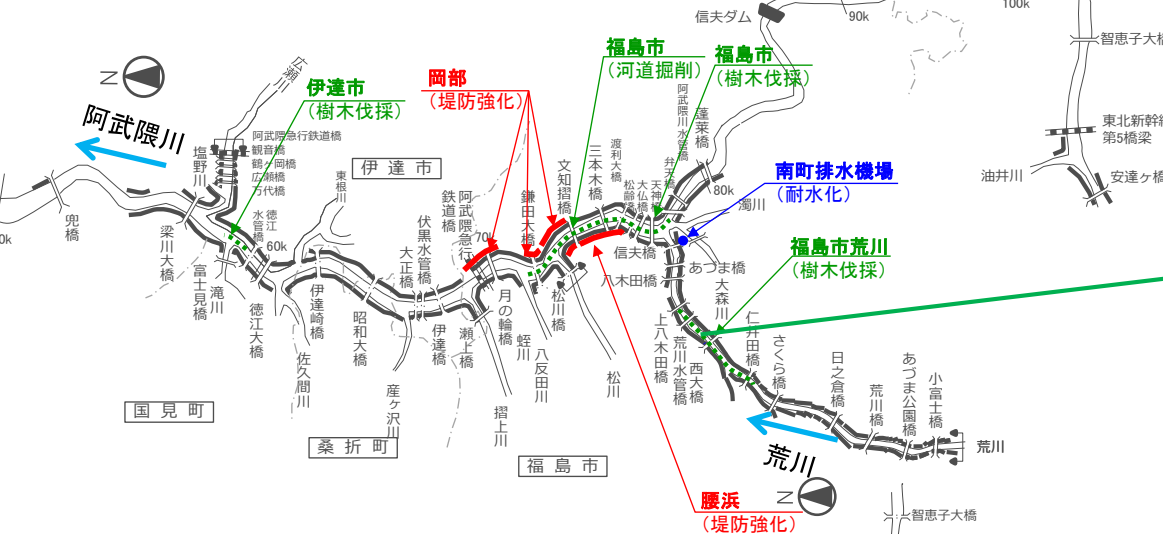 信夫ダム
90k
100k
智恵子大橋
東北新幹線
第5橋梁
油井川
安達ヶ橋
N
広瀬川
伊達市
(樹木伐採)
岡部
(堤防強化)
福島市
(河道掘削)
福島市
(樹木伐採)
阿武隈川水管橋
蓬莱橋
阿武隈川
阿武隈急行鉄道橋
観音橋
鶴ヶ岡橋
広瀬橋
万代橋
塩野川
伊達市
東根川
阿武隈急行
鉄道橋
鎌田大橋
文知摺橋
三本木橋
渡利大橋
松齢橋
大仏橋
天神橋
弁天橋
80k
濁川
南町排水機場
(耐水化)
兜橋
0k
梁川大橋
徳江
水管橋
60k
70k
伏黒水管橋
大正橋
信夫橋
八木田橋
あづま橋
大森川
福島市荒川
(樹木伐採)
富士見橋
滝川
徳江大橋
伊達崎橋
昭和大橋
佐久間川
産ヶ沢川
伊達橋
瀬上橋
月の輪橋
摺上川
蛭川
八反田川
松川橋
松川
上八木田橋
荒川水管橋
西大橋
仁井田橋
さくら橋
日之倉橋
荒川橋
あづま公園橋
小富士橋
荒川
国見町
桑折町
福島市
腰浜
(堤防強化)
荒川
N
智恵子大橋